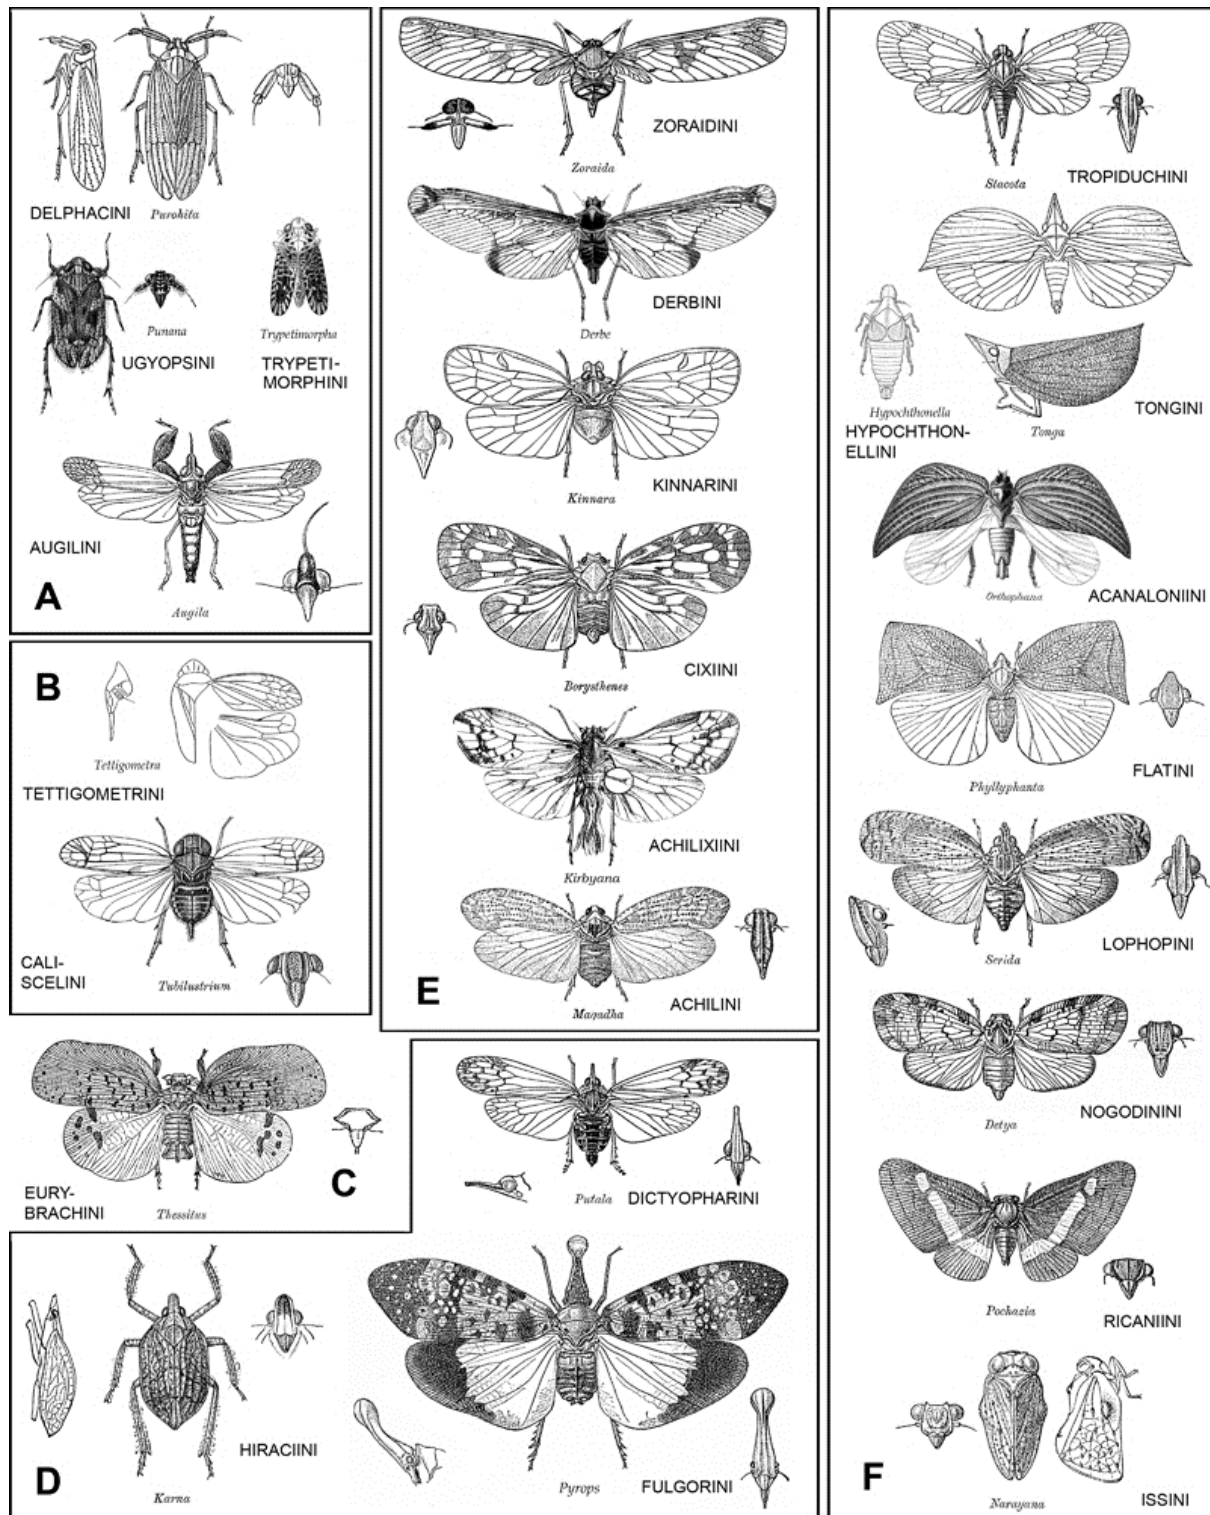 DELPHACINI
Purohita
Punana
UGYOPSINI
Trypetimorpha
TRYPETI-
MORPHINI
AUGILINI
A
Augila
B
Tettigometra
TETTIGOMETRINI
CALI-
SCELINI
Tubilustrium
EURY-
BRACHINI
Thessitus
C
D
Karna
HIRACIINI
Putala
DICTYOPHARINI
Pyrops
FULGORINI
ZORAIDINI
Zoraida
DERBINI
Derbe
KINNARINI
Kinnara
CIXIINI
Borysthenes
ACHILIXIINI
Kirbyana
E
ACHILINI
Magadha
Stacota
TROPIDUCHINI
Hypochthonella
HYPOCHTHON-
ELLINI
Tonga
TONGINI
Orthophana
ACANALONIINI
FLATINI
Phyllyphanta
LOPHOPINI
Serida
NOGODININI
Detya
Pochazia
RICANIINI
F
Narayana
ISSINI